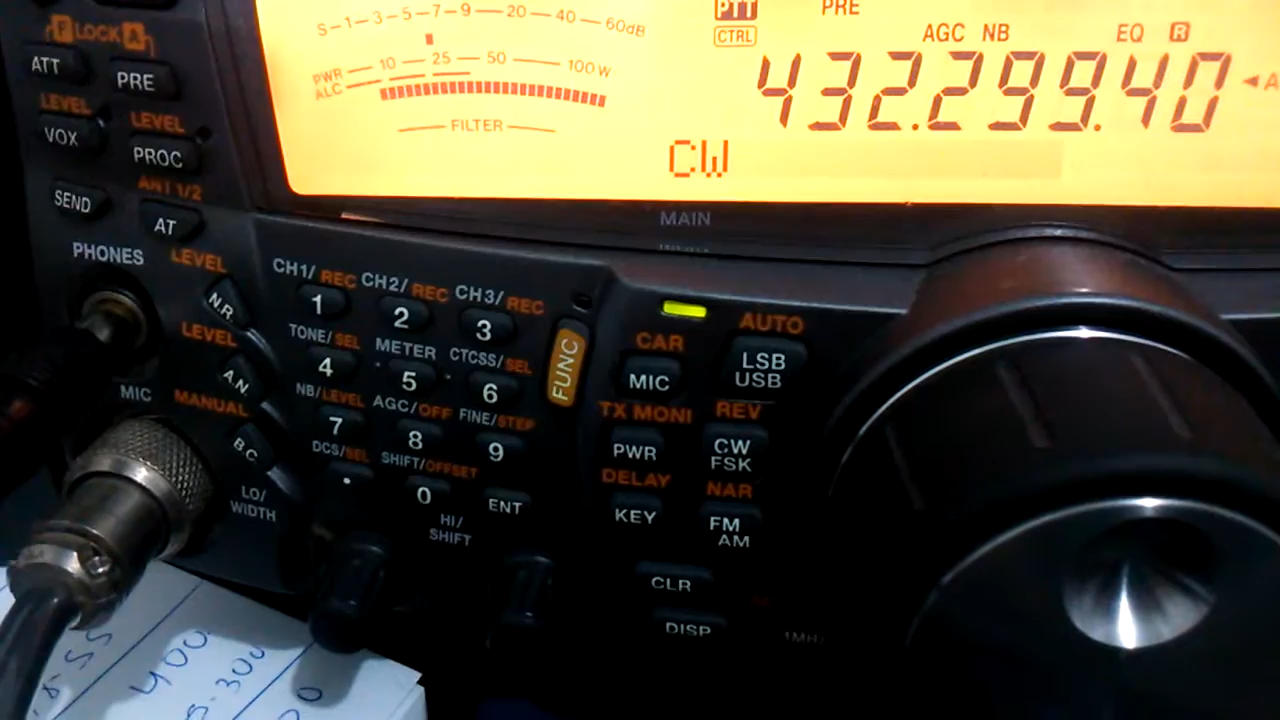 F LOCK A
ATT
PRE
LEVEL
VOX
LEVEL
PROC
SEND
ANT 1/2
AT
PHONES
LEVEL
N.R.
LEVEL
A.N.
MIC
MANUAL
B.C.
LO/
WIDTH
S-1-3-5-7-9-20-40-60dB
PWR 10 25 50 100 W
ALC
FILTER
PTT
CTRL
PRE
AGC NB EQ R
432.299.40 ◄A
CW
MAIN
CH1/ REC CH2/ REC CH3/ REC
1 2 3
TONE/SEL METER CTCSS/SEL
4 5 6
NB/LEVEL AGC/OFF FINE/STEP
7 8 9
DCS/SEL SHIFT/OFFSET
. 0 ENT
HI/
SHIFT
FUNC
CAR AUTO
MIC LSB
USB
TX MONI REV
PWR CW
FSK
DELAY NAR
KEY FM
AM
CLR
DISP
1MHz
400